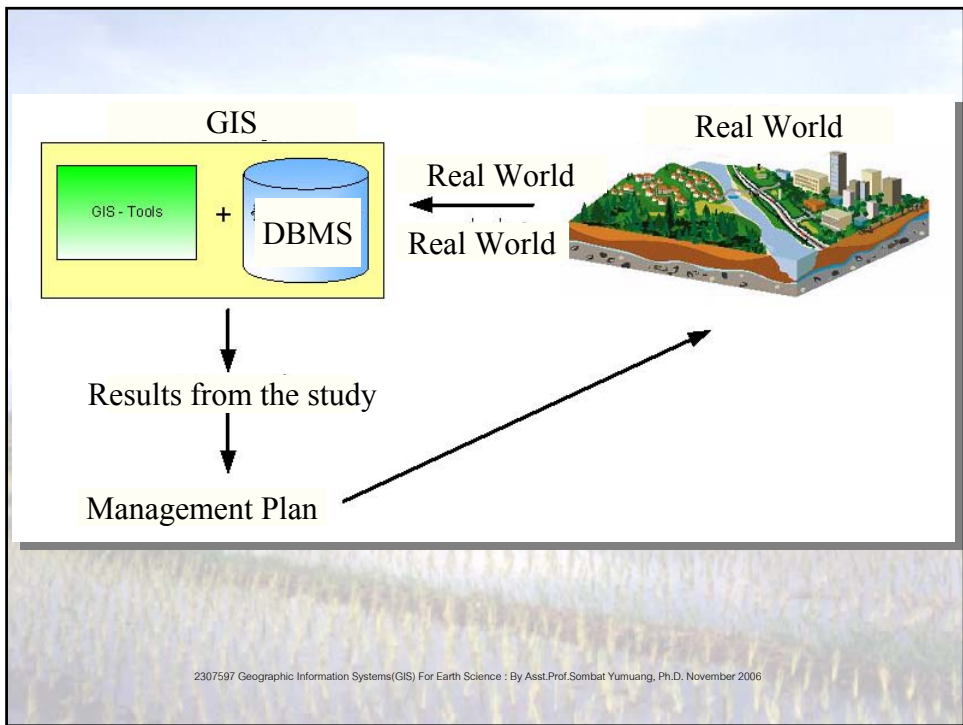 GIS
Real World
GIS - Tools
+
DBMS
Real World
Real World
Results from the study
Management Plan
2307597 Geographic Information Systems(GIS) For Earth Science : By Asst.Prof.Sombat Yumuang, Ph.D. November 2006